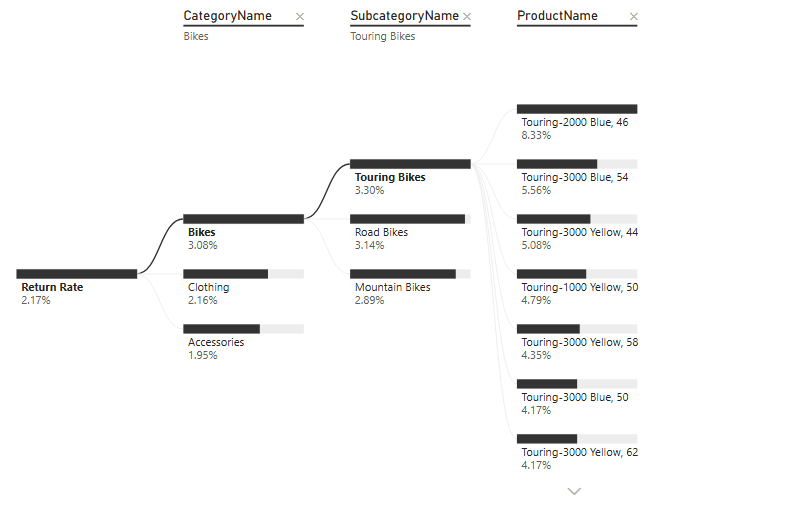 CategoryName
Bikes
SubcategoryName
Touring Bikes
ProductName
Return Rate
2.17%
Bikes
3.08%
Clothing
2.16%
Accessories
1.95%
Touring Bikes
3.30%
Road Bikes
3.14%
Mountain Bikes
2.89%
Touring-2000 Blue, 46
8.33%
Touring-3000 Blue, 54
5.56%
Touring-3000 Yellow, 44
5.08%
Touring-1000 Yellow, 50
4.79%
Touring-3000 Yellow, 58
4.35%
Touring-3000 Blue, 50
4.17%
Touring-3000 Yellow, 62
4.17%